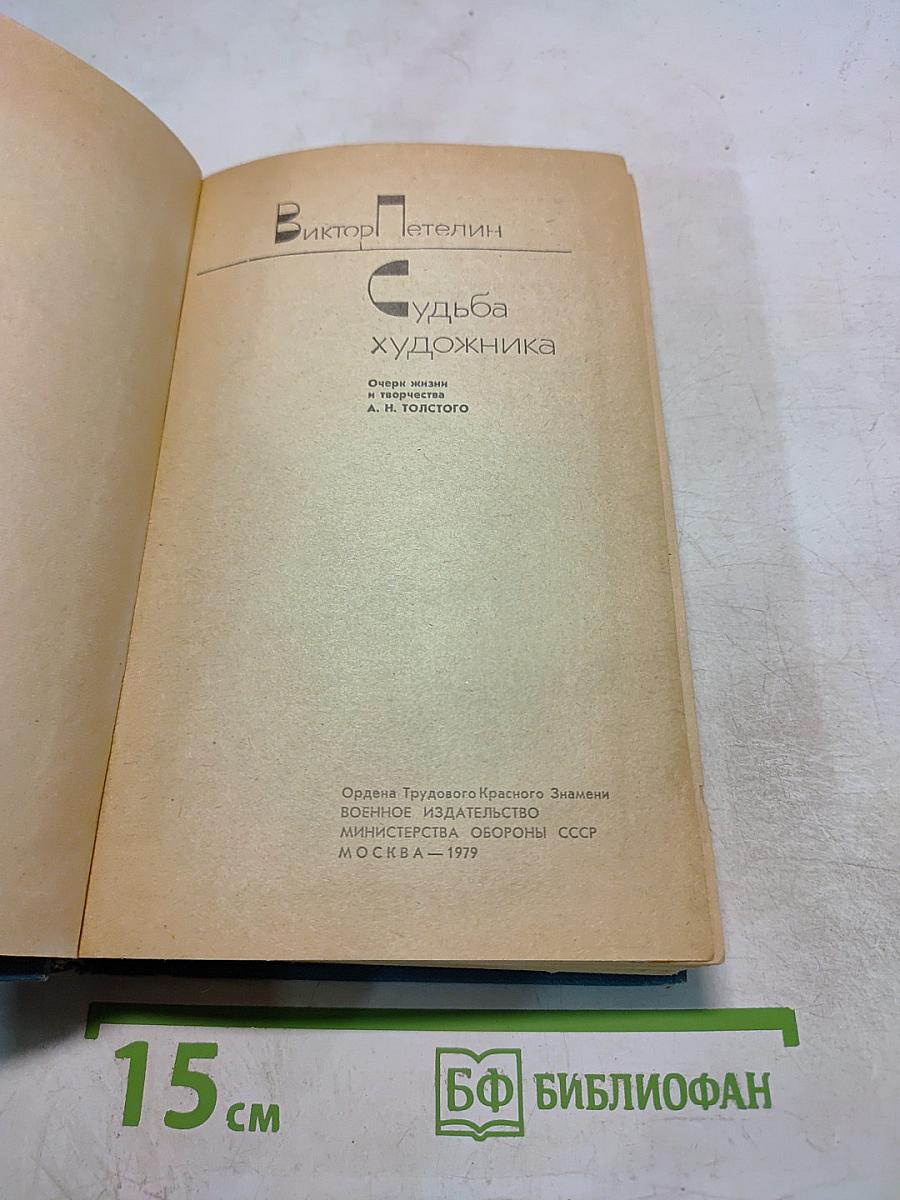 Виктор Петелин
Судьба
художника
Очерк жизни
и творчества
А. Н. ТОЛСТОГО
Ордена Трудового Красного Знамени
ВОЕННОЕ ИЗДАТЕЛЬСТВО
МИНИСТЕРСТВА ОБОРОНЫ СССР
МОСКВА — 1979
15 см
БФ БИБЛИОФАН